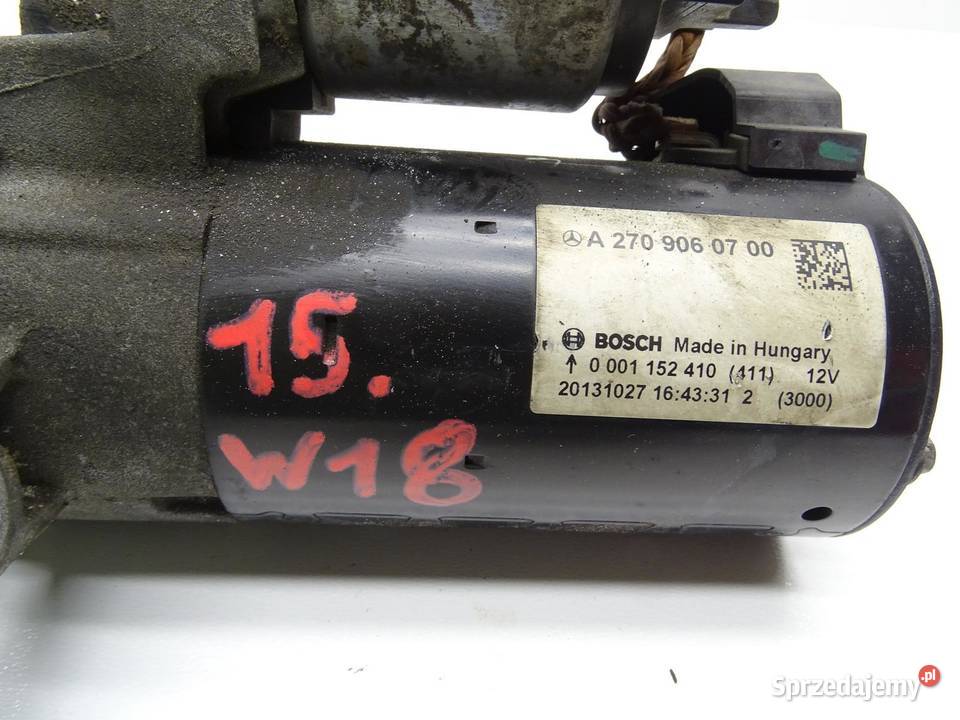 A 270 906 07 00
BOSCH Made in Hungary
↑ 0 001 152 410 (411) 12V
20131027 16:43:31 2 (3000)
15.
W18
Sprzedajemy.pl